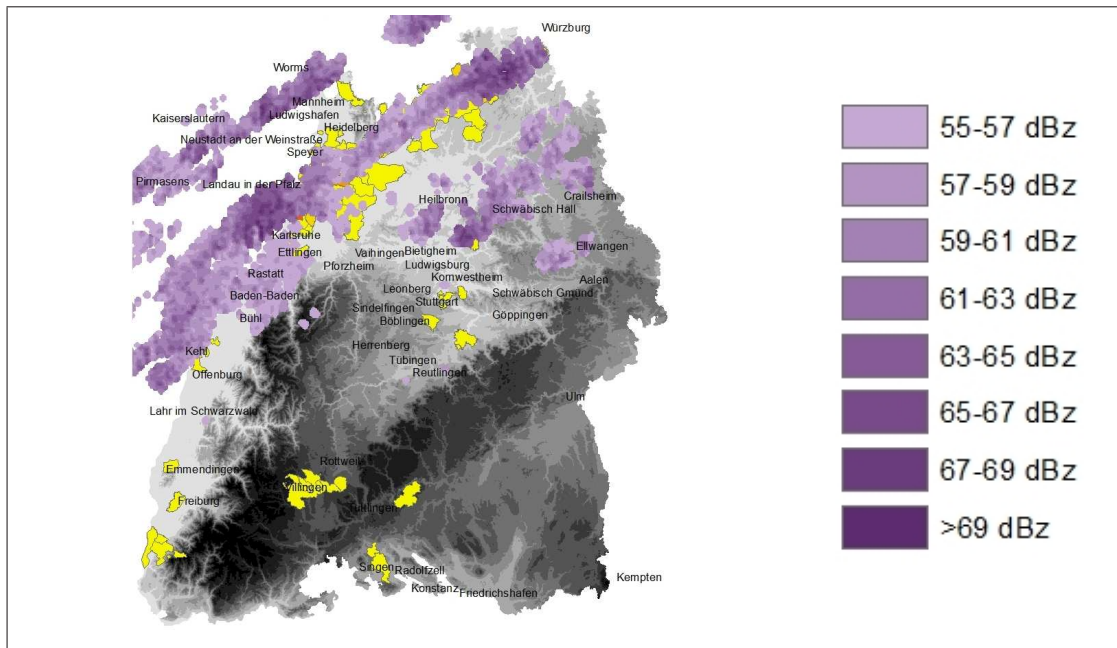 Würzburg
Worms
Mannheim
Kaiserslautern
Ludwigshafen
Heidelberg
Neustadt an der Weinstraße
Speyer
Pirmasens
Landau in der Pfalz
Heilbronn
Crailsheim
Schwäbisch Hall
Karlsruhe
Ettlingen
Vaihingen
Bietigheim
Ellwangen
Pforzheim
Ludwigsburg
Rastatt
Kornwestheim
Aalen
Baden-Baden
Leonberg
Schwäbisch Gmünd
Stuttgart
Bühl
Sindelfingen
Göppingen
Böblingen
Kehl
Herrenberg
Tübingen
Offenburg
Reutlingen
Ulm
Lahr im Schwarzwald
Rottweil
Emmendingen
Villingen
Freiburg
Tuttlingen
Singen
Radolfzell
Kempten
Konstanz
Friedrichshafen
55-57 dBz
57-59 dBz
59-61 dBz
61-63 dBz
63-65 dBz
65-67 dBz
67-69 dBz
>69 dBz